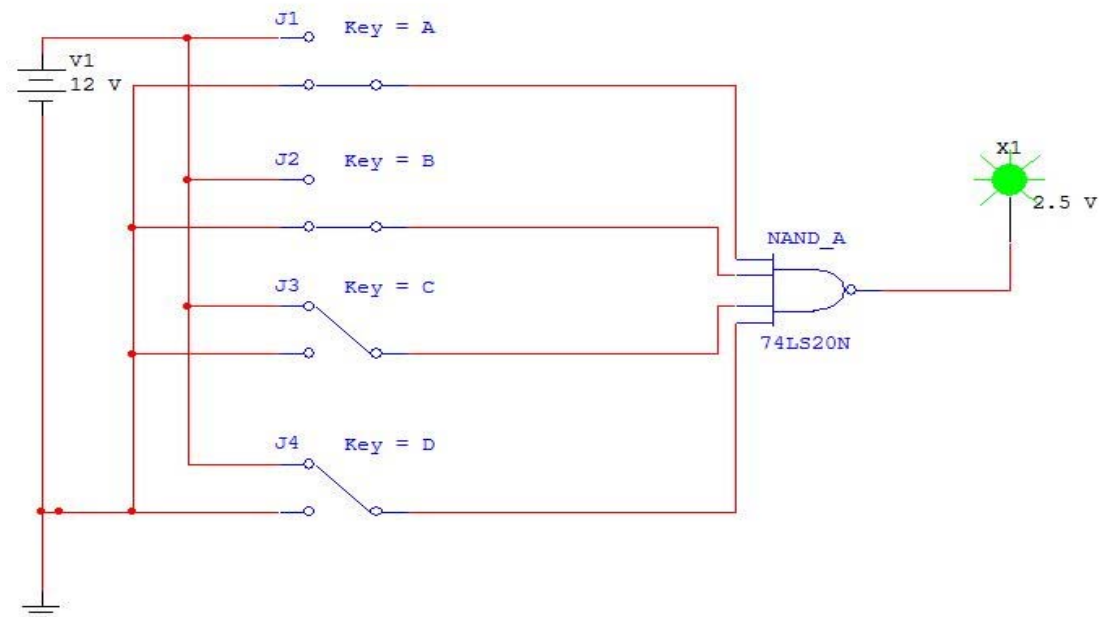 J1 Key = A
V1
12 V
J2 Key = B
X1
2.5 V
NAND_A
J3 Key = C
74LS20N
J4 Key = D